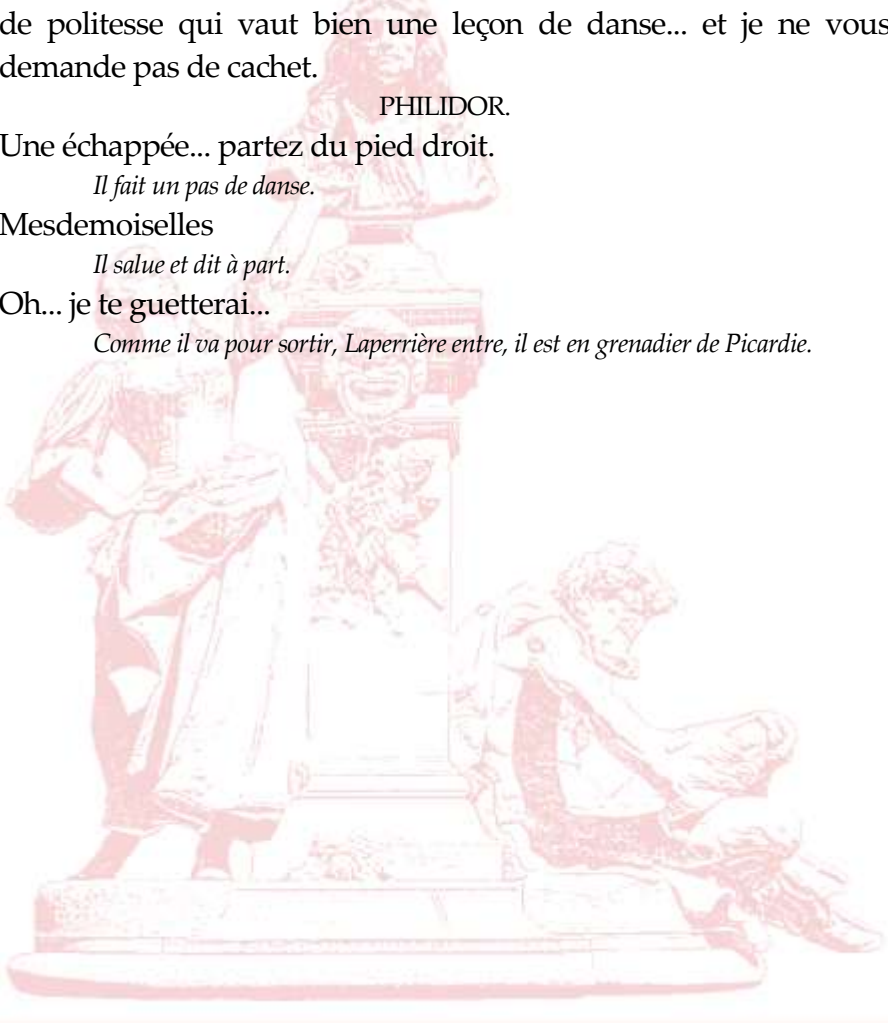 de politesse qui vaut bien une leçon de danse... et je ne vous
demande pas de cachet.
PHILIDOR.
Une échappée... partez du pied droit.
Il fait un pas de danse.
Mesdemoiselles
Il salue et dit à part.
Oh... je te guetterai...
Comme il va pour sortir, Laperrière entre, il est en grenadier de Picardie.